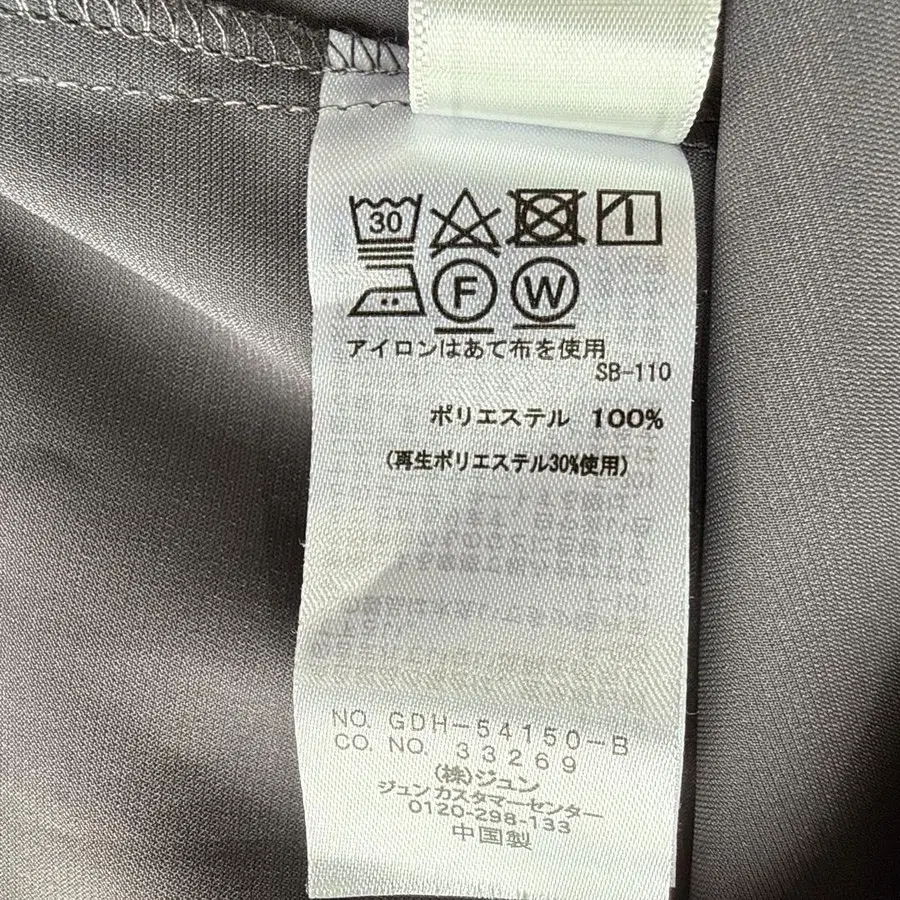 30
F W
アイロンはあて布を使用
SB-110
ポリエステル 100%
(再生ポリエステル30%使用)
NO. GDH-54150-B
CO. NO. 33269
(株)ジュン
ジュンカスタマーセンター
0120-298-133
中国製